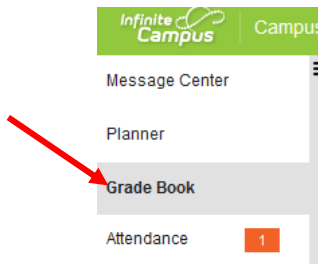 Infinite
Campus
Campus
Message Center
Planner
Grade Book
Attendance 1